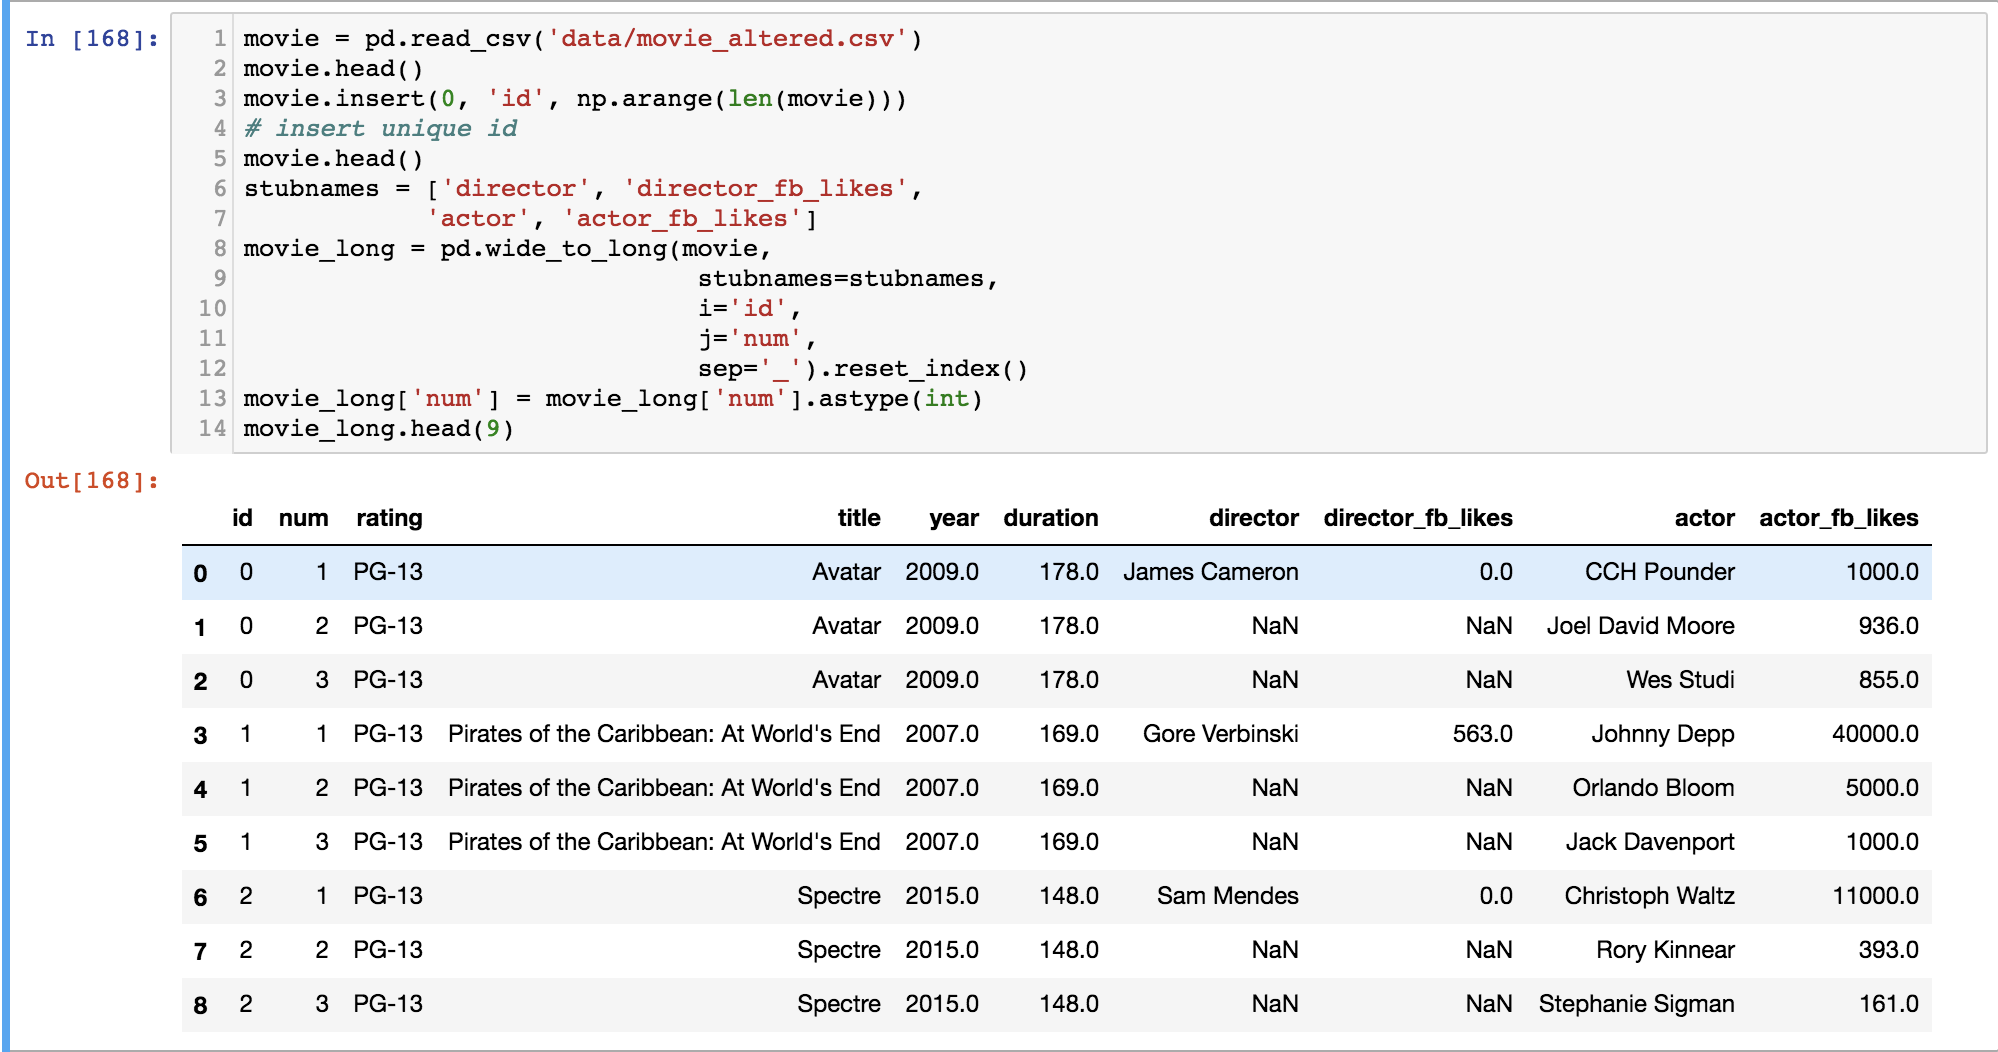 In [168]:
1 movie = pd.read_csv('data/movie_altered.csv')
2 movie.head()
3 movie.insert(0, 'id', np.arange(len(movie)))
4 # insert unique id
5 movie.head()
6 stubnames = ['director', 'director_fb_likes',
7             'actor', 'actor_fb_likes']
8 movie_long = pd.wide_to_long(movie,
9                              stubnames=stubnames,
10                              i='id',
11                              j='num',
12                              sep='_').reset_index()
13 movie_long['num'] = movie_long['num'].astype(int)
14 movie_long.head(9)
Out[168]:
id num rating title year duration director director_fb_likes actor actor_fb_likes
0 0 1 PG-13 Avatar 2009.0 178.0 James Cameron 0.0 CCH Pounder 1000.0
1 0 2 PG-13 Avatar 2009.0 178.0 NaN NaN Joel David Moore 936.0
2 0 3 PG-13 Avatar 2009.0 178.0 NaN NaN Wes Studi 855.0
3 1 1 PG-13 Pirates of the Caribbean: At World's End 2007.0 169.0 Gore Verbinski 563.0 Johnny Depp 40000.0
4 1 2 PG-13 Pirates of the Caribbean: At World's End 2007.0 169.0 NaN NaN Orlando Bloom 5000.0
5 1 3 PG-13 Pirates of the Caribbean: At World's End 2007.0 169.0 NaN NaN Jack Davenport 1000.0
6 2 1 PG-13 Spectre 2015.0 148.0 Sam Mendes 0.0 Christoph Waltz 11000.0
7 2 2 PG-13 Spectre 2015.0 148.0 NaN NaN Rory Kinnear 393.0
8 2 3 PG-13 Spectre 2015.0 148.0 NaN NaN Stephanie Sigman 161.0